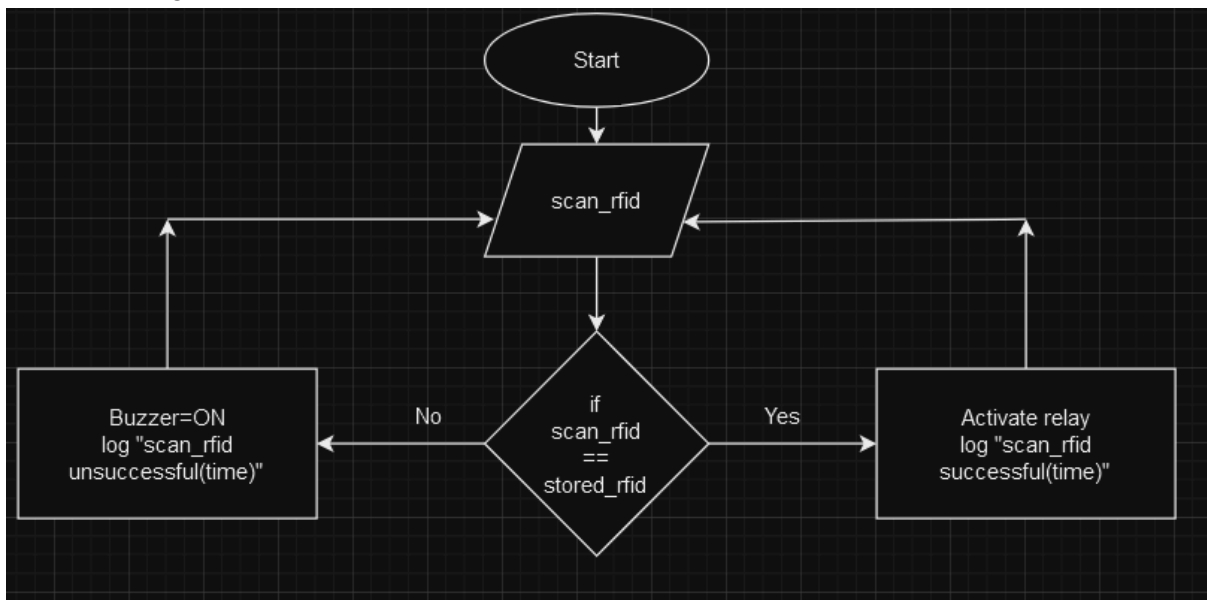 Start
scan_rfid
if
scan_rfid
==
stored_rfid
No
Yes
Buzzer=ON
log "scan_rfid
unsuccessful(time)"
Activate relay
log "scan_rfid
successful(time)"